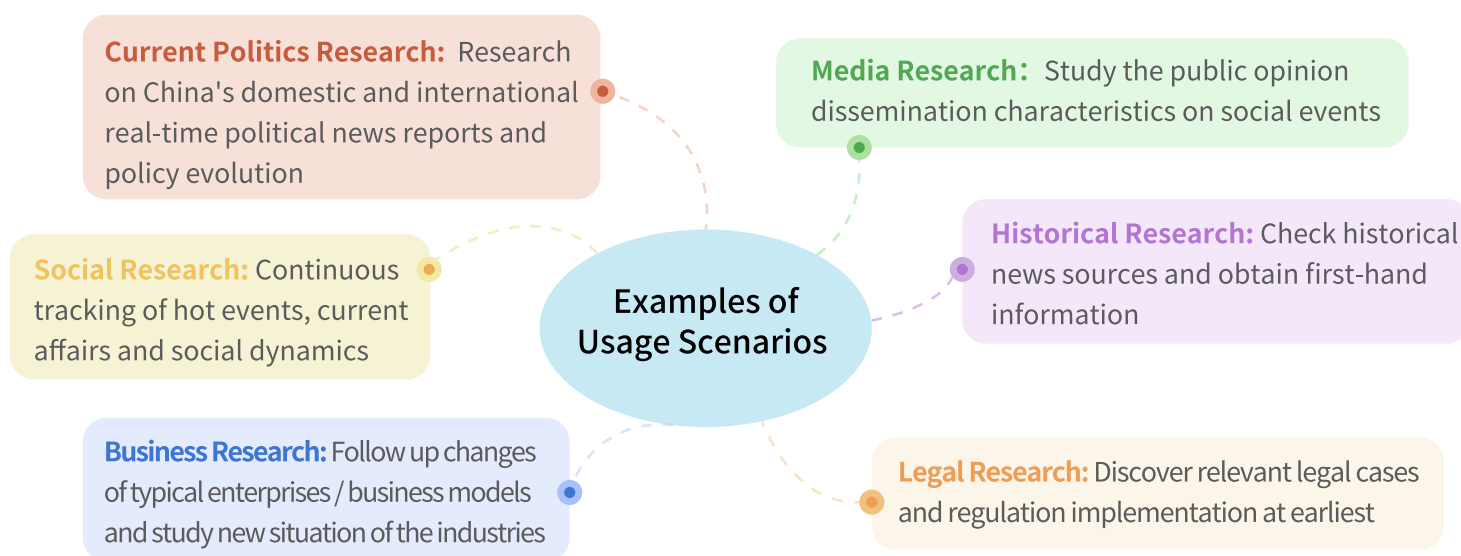 Current Politics Research: Research
on China's domestic and international
real-time political news reports and
policy evolution
Media Research： Study the public opinion
dissemination characteristics on social events
Social Research: Continuous
tracking of hot events, current
affairs and social dynamics
Examples of
Usage Scenarios
Historical Research: Check historical
news sources and obtain first-hand
information
Business Research: Follow up changes
of typical enterprises / business models
and study new situation of the industries
Legal Research: Discover relevant legal cases
and regulation implementation at earliest